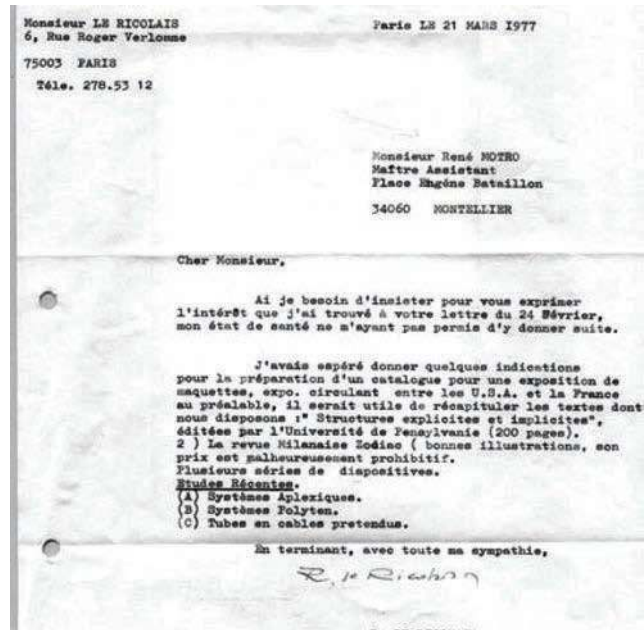 Monsieur LE RICOLAIS
Paris LE 21 MARS I977
6, Rue Roger Verlomme
75003 PARIS
Téle. 278.53 12
Monsieur René MOTRO
Maître Assistant
Place Eugéne Bataillon
34060 MONTELLIER
Cher Monsieur,
Ai je besoin d'insister pour vous exprimer
l'intérêt que j'ai trouvé à votre lettre du 24 Février,
mon état de santé ne m'ayant pas permis d'y donner suite.
J'avais espéré donner quelques indications
pour la préparation d'un catalogue pour une exposition de
maquettes, expo. circulant entre les U.S.A. et la France
au préalable, il serait utile de récapituler les textes dont
nous disposons :" Structures explicites et implicites",
éditées par l'Université de Pensylvanie (200 pages).
2 ) La revue Milanaise Zodiac ( bonnes illustrations, son
prix est malheureusement prohibitif.
Plusieurs séries de diapositives.
Etudes Récentes.
(A) Systèmes Aplexiques.
(B) Systèmes Polyten.
(C) Tubes en cables pretendus.
En terminant, avec toute ma sympathie,
R. le Ricolais